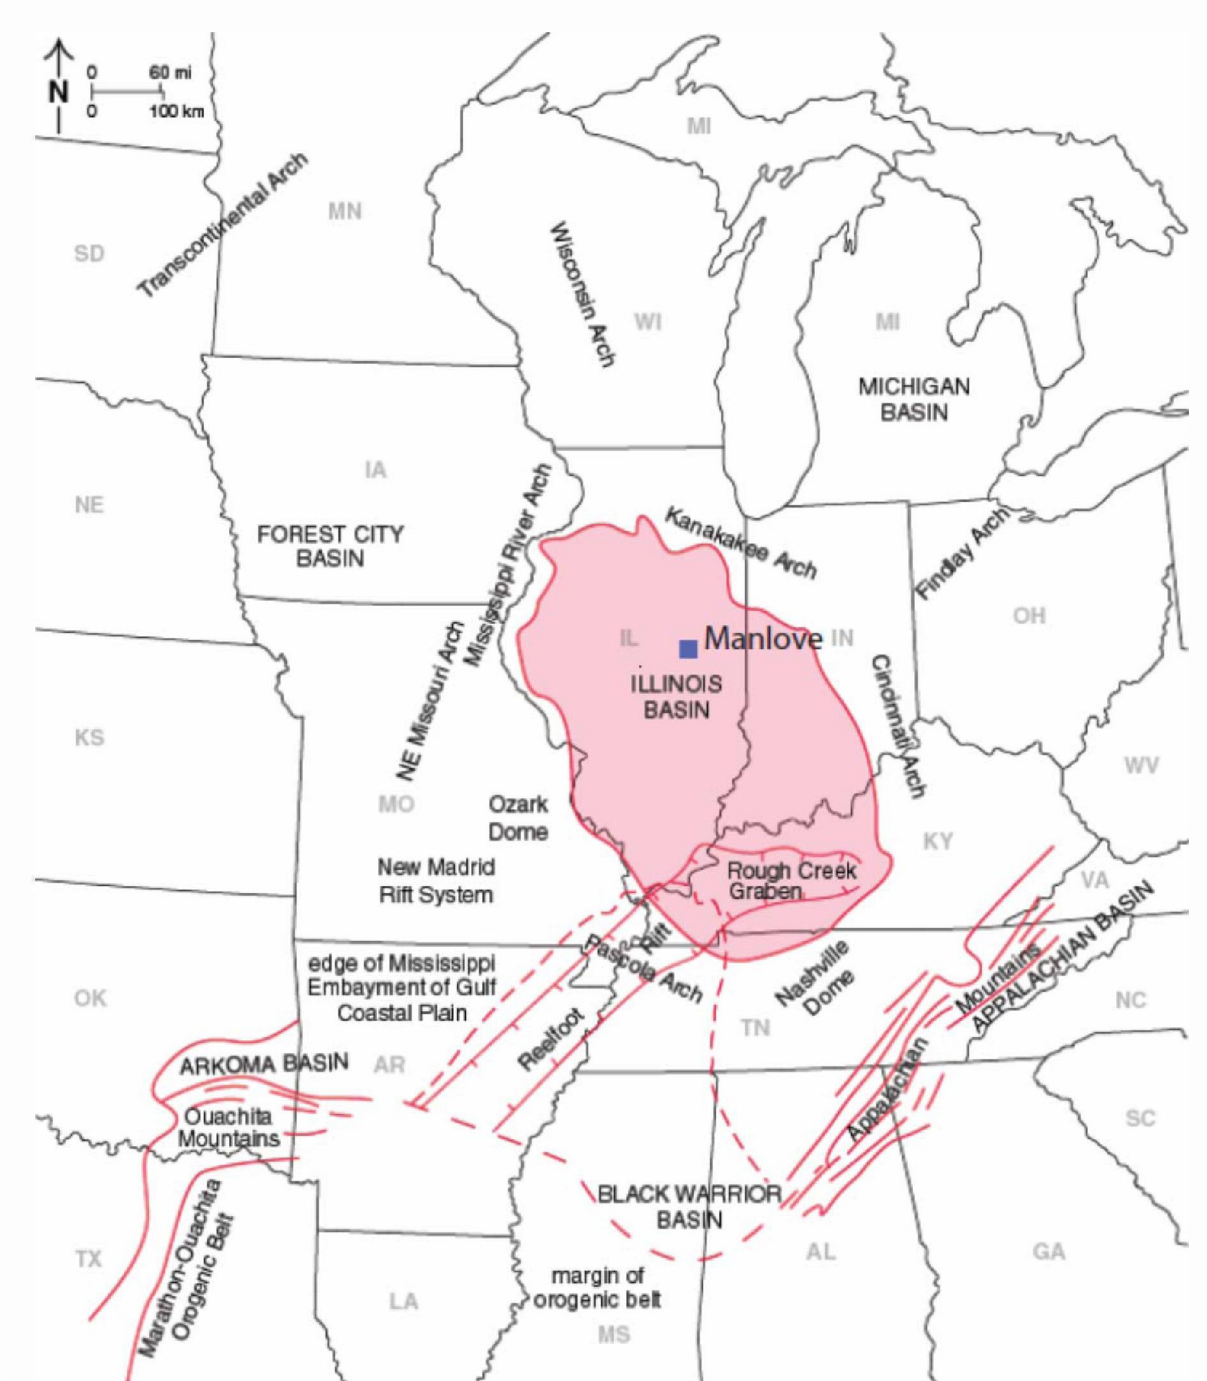 0 60 mi
N
0 100 km
MI
Transcontinental Arch
MN
SD
Wisconsin Arch
WI
MI
MICHIGAN
BASIN
IA
NE
FOREST CITY
BASIN
Mississippi River Arch
Kanakakee Arch
Findlay Arch
OH
IL
Manlove
IN
ILLINOIS
BASIN
NE Missouri Arch
Cincinnati Arch
KS
WV
MO
Ozark
Dome
KY
New Madrid
Rift System
Rough Creek
Graben
VA
edge of Mississippi
Embayment of Gulf
Coastal Plain
Rift
Pascola Arch
Nashville
Dome
Mountains
APPALACHIAN BASIN
OK
NC
TN
Reelfoot
ARKOMA BASIN
AR
Appalachian
Ouachita
Mountains
SC
BLACK WARRIOR
BASIN
Marathon-Ouachita
Orogenic Belt
TX
AL
GA
margin of
orogenic belt
LA
MS